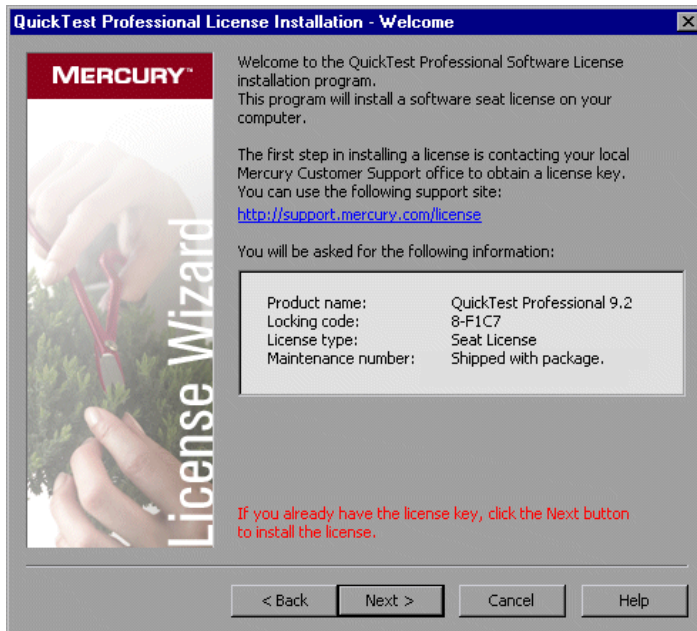 QuickTest Professional License Installation - Welcome
MERCURY™
License Wizard
Welcome to the QuickTest Professional Software License
installation program.
This program will install a software seat license on your
computer.
The first step in installing a license is contacting your local
Mercury Customer Support office to obtain a license key.
You can use the following support site:
http://support.mercury.com/license
You will be asked for the following information:
Product name: QuickTest Professional 9.2
Locking code: 8-F1C7
License type: Seat License
Maintenance number: Shipped with package.
If you already have the license key, click the Next button
to install the license.
< Back Next > Cancel Help